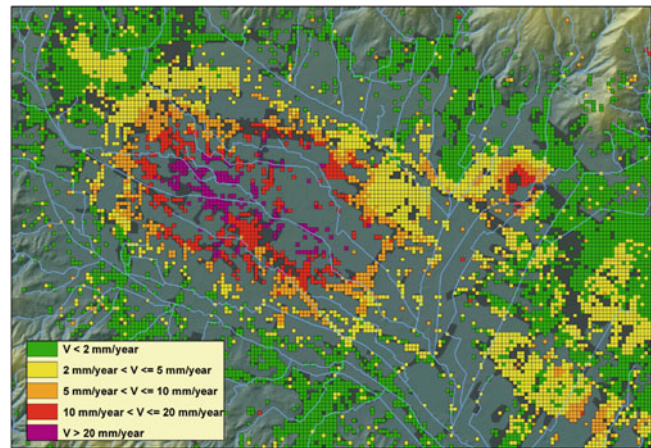 V < 2 mm/year
2 mm/year < V <= 5 mm/year
5 mm/year < V <= 10 mm/year
10 mm/year < V <= 20 mm/year
V > 20 mm/year